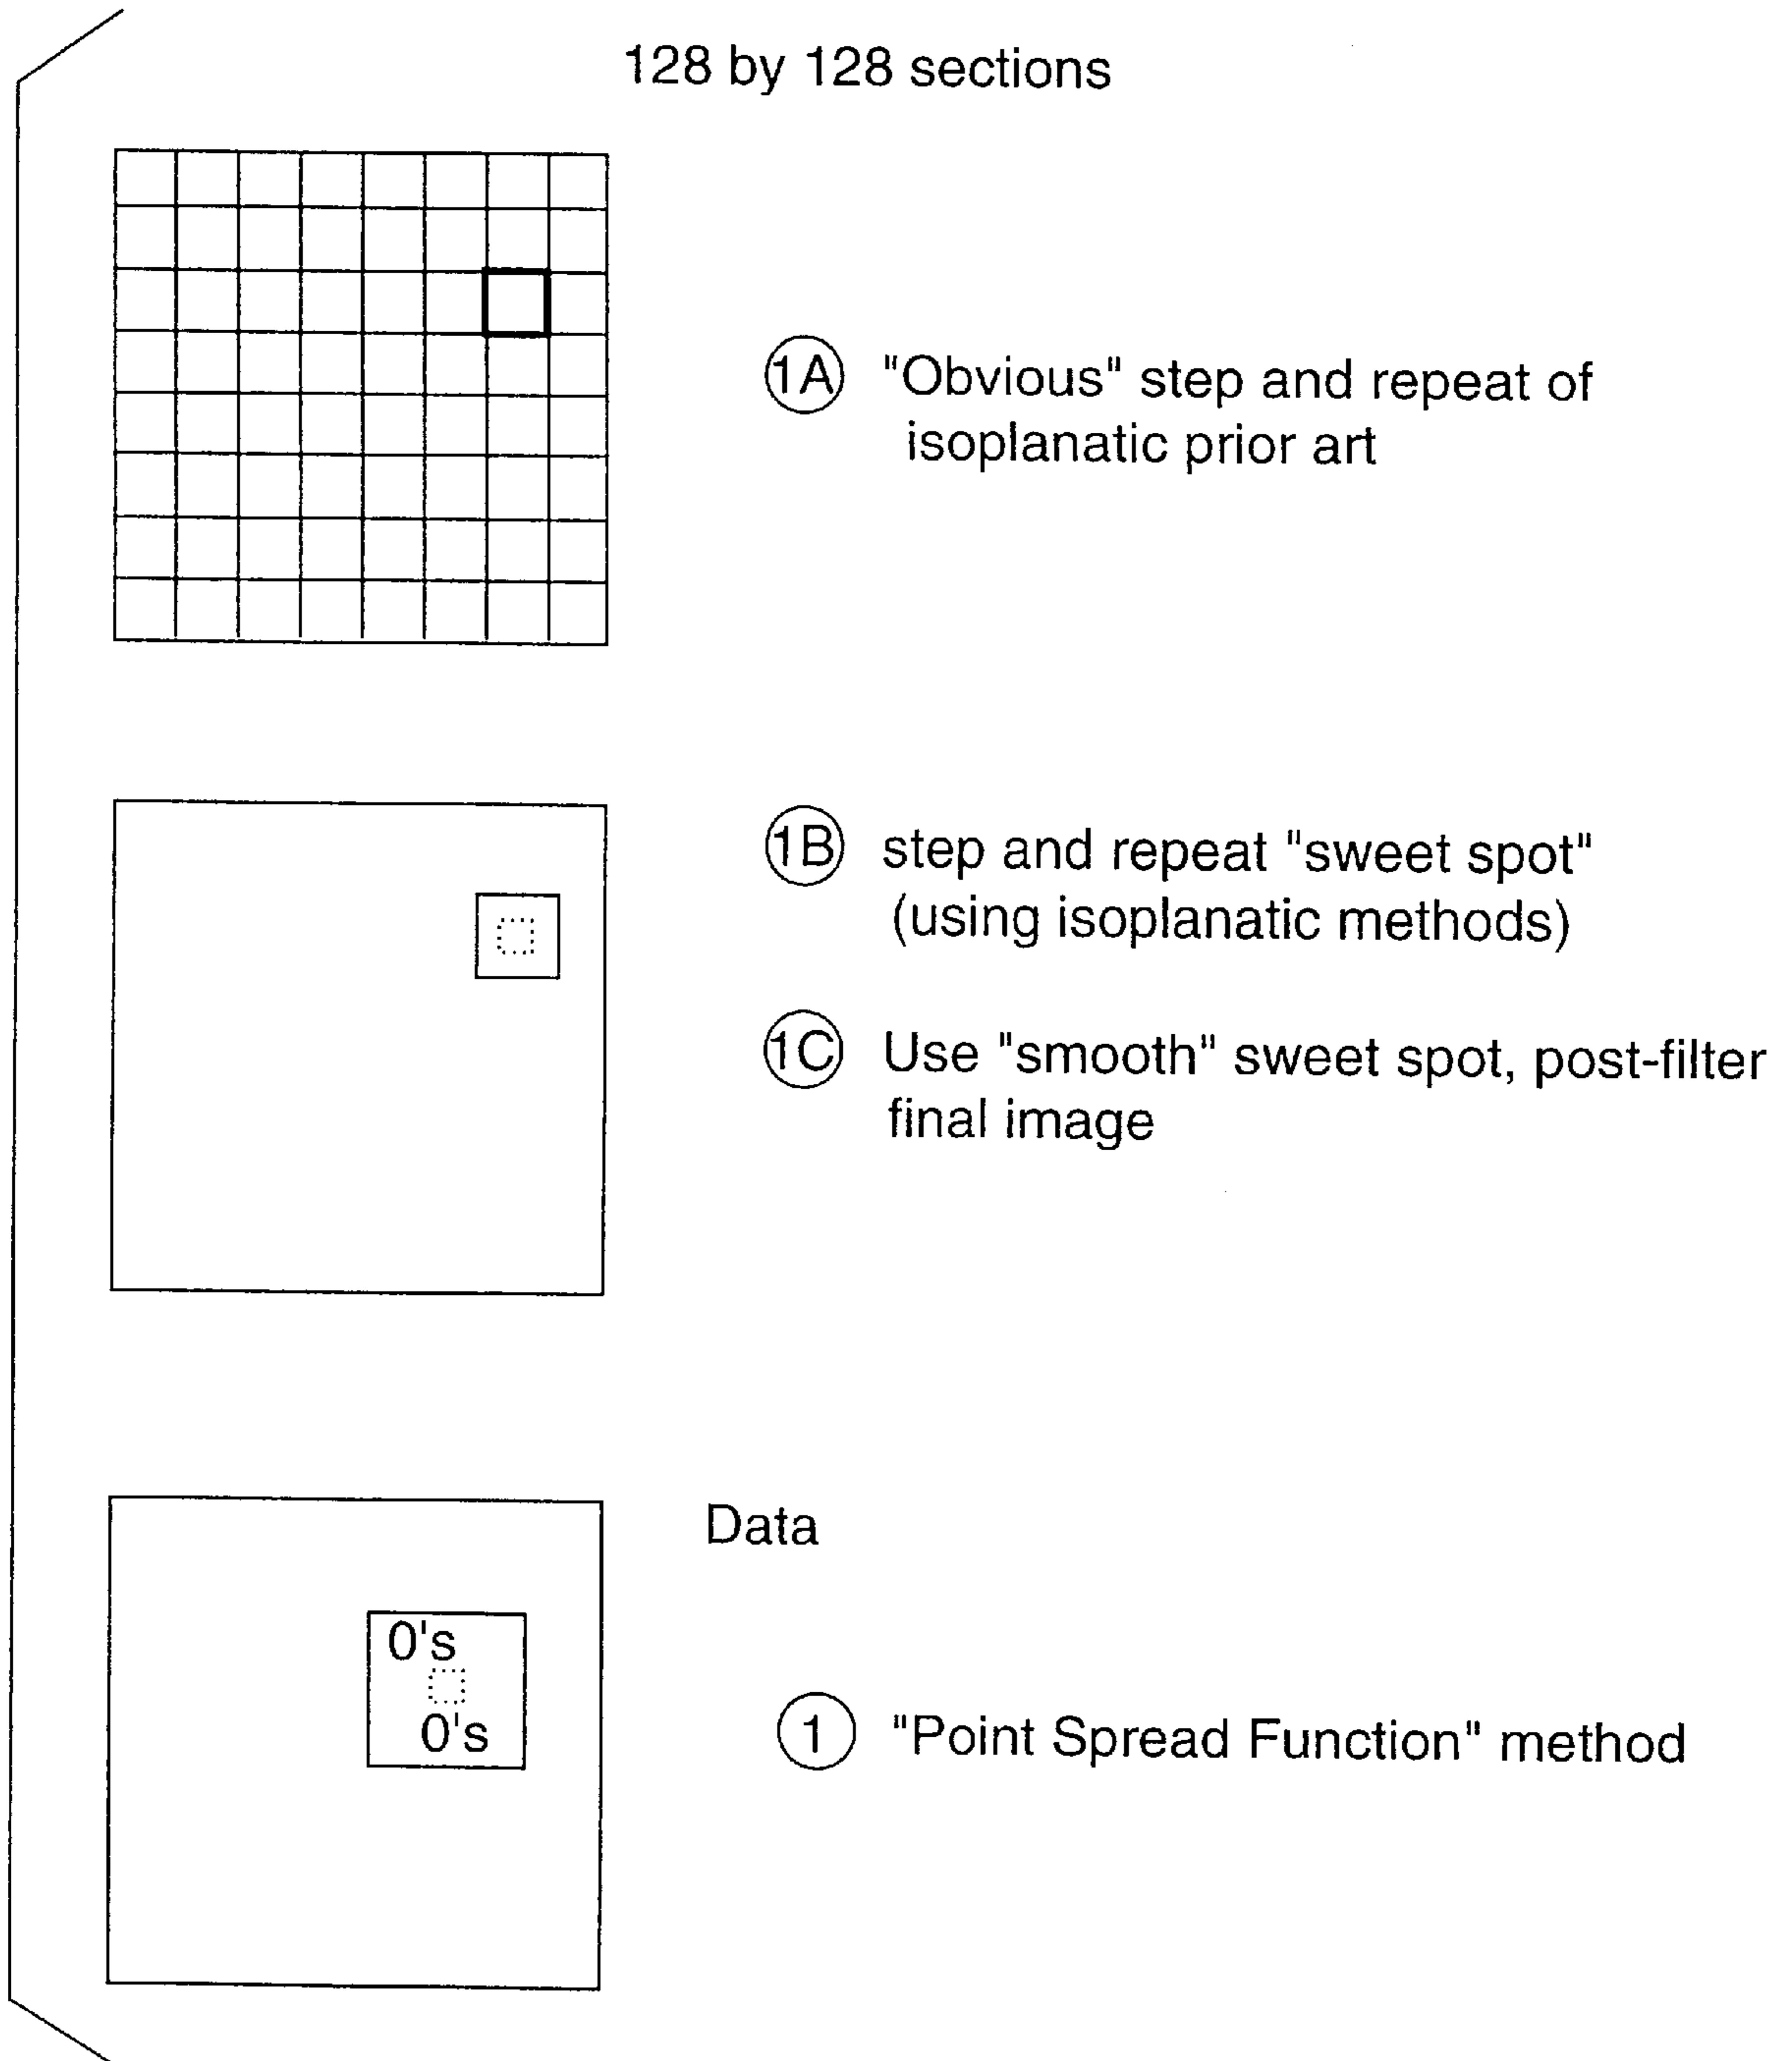 128 by 128 sections
1A "Obvious" step and repeat of
isoplanatic prior art
1B step and repeat "sweet spot"
(using isoplanatic methods)
1C Use "smooth" sweet spot, post-filter
final image
Data
0's
0's
1 "Point Spread Function" method